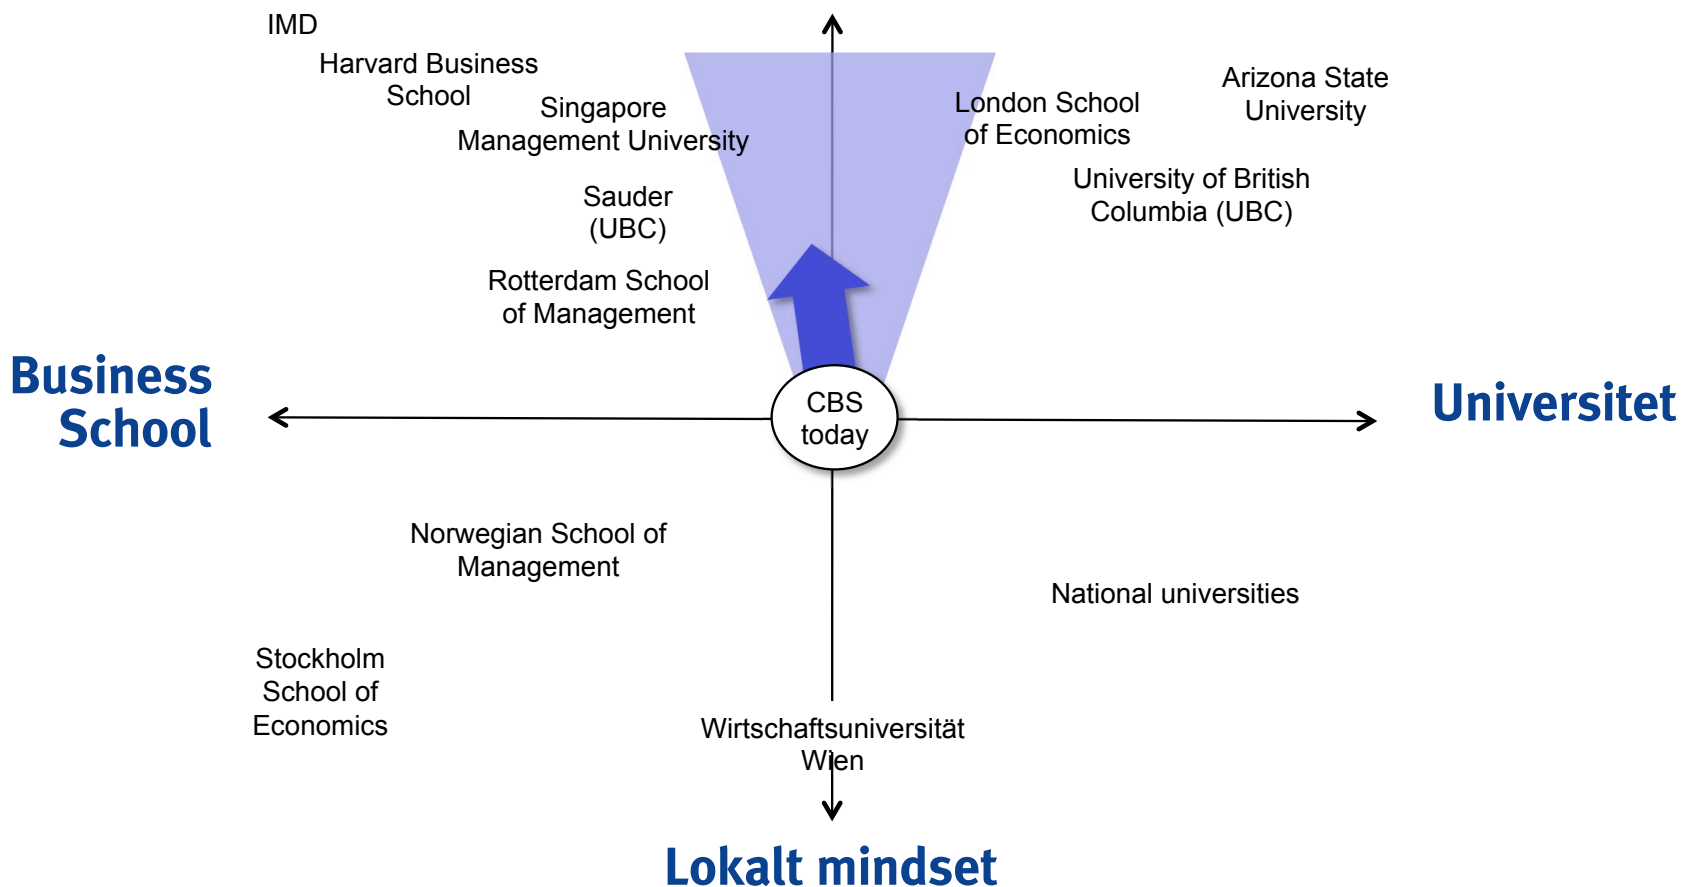 IMD
Harvard Business
School
Singapore
Management University
London School
of Economics
Arizona State
University
Sauder
(UBC)
University of British
Columbia (UBC)
Rotterdam School
of Management
Business
School
CBS
today
Universitet
Norwegian School of
Management
National universities
Stockholm
School of
Economics
Wirtschaftsuniversität
Wien
Lokalt mindset